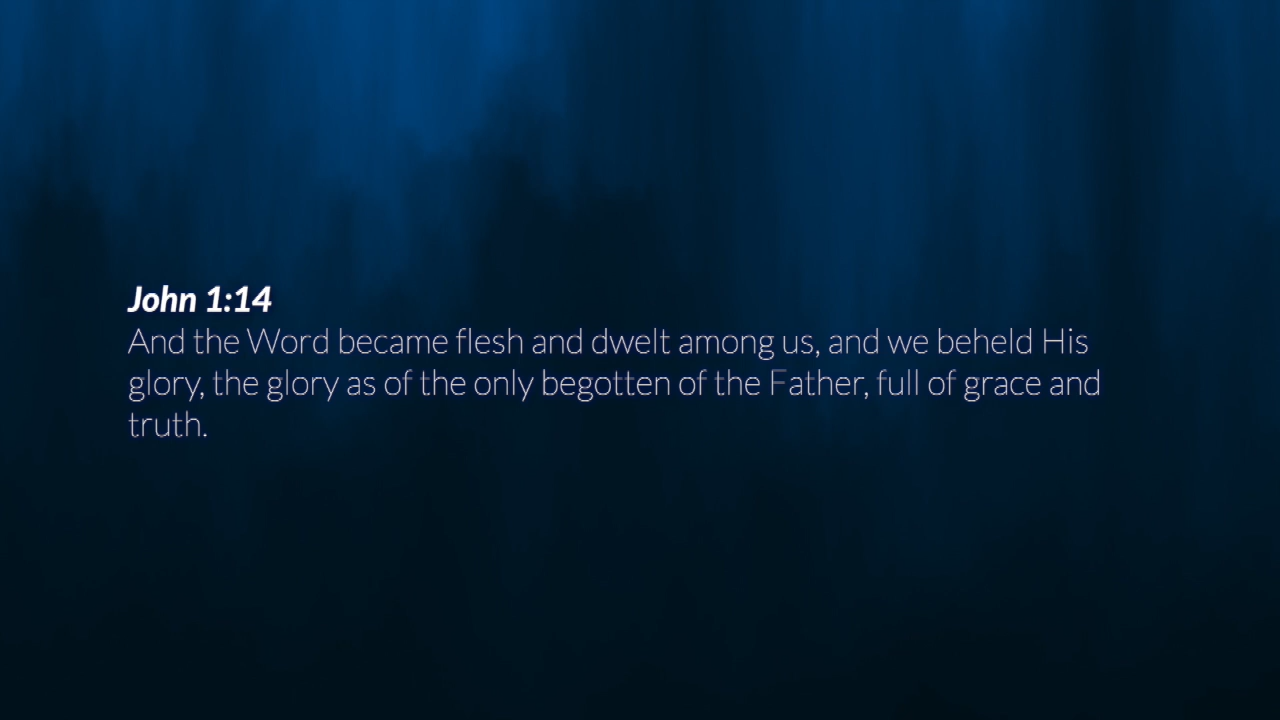 John 1:14
And the Word became flesh and dwelt among us, and we beheld His
glory, the glory as of the only begotten of the Father, full of grace and
truth.